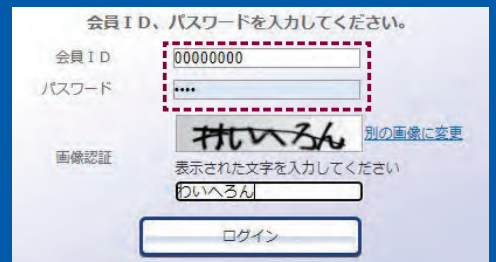 会員ID、パスワードを入力してください。
会員ID 00000000
パスワード ••••
わいへろん 別の画像に変更
画像認証
表示された文字を入力してください
わいへろん
ログイン